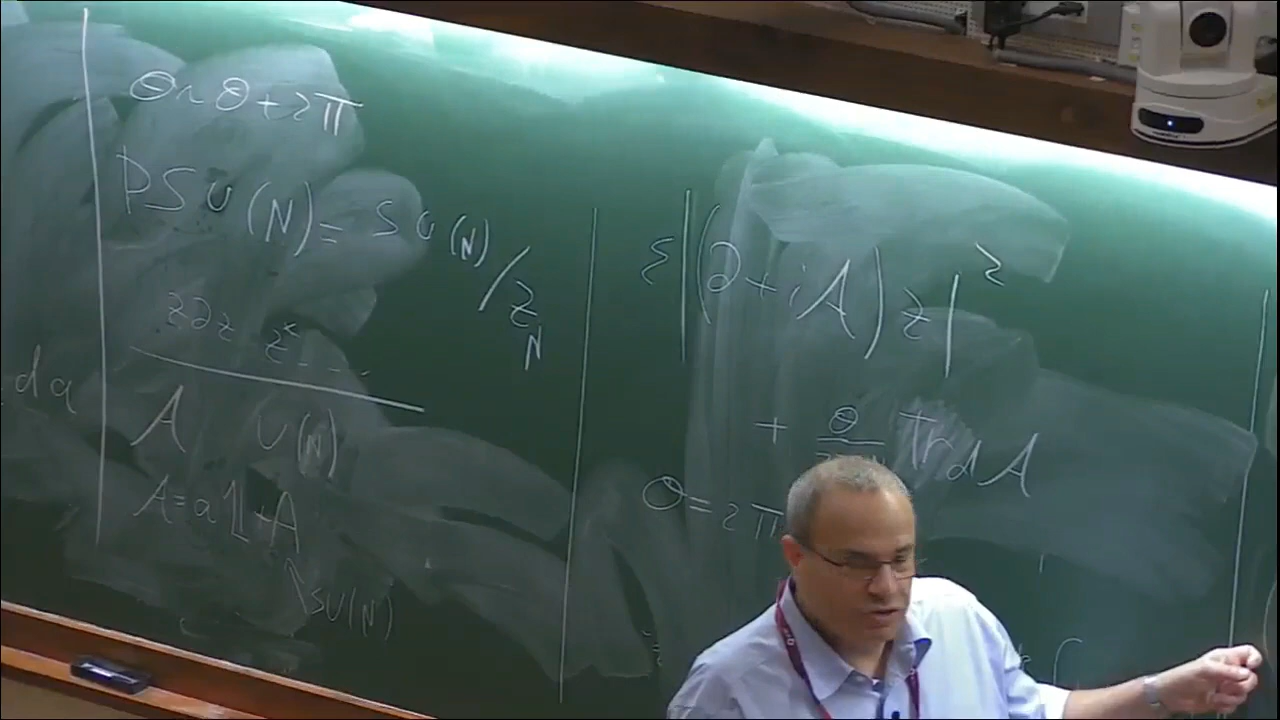 θ ~ θ + 2π
PSU(N) = SU(N)/Z_N
z∂z z* ....
da
A U(N)
A = a𝟙 + A
↖ SU(N)
Σ|(∂ + iA)z|²
+ θ/ Tr dA
θ = 2π